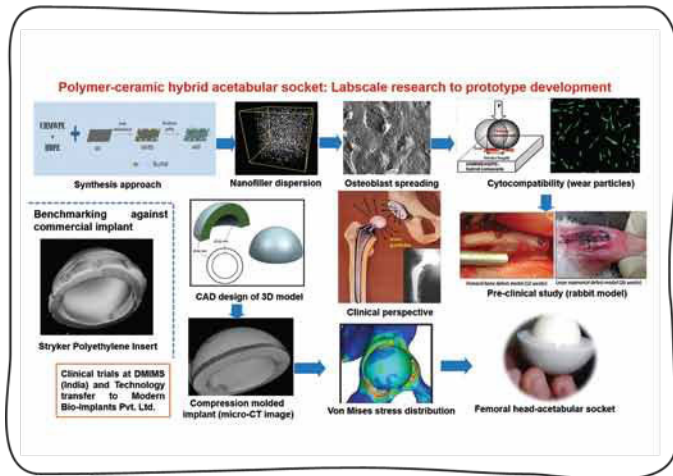 Polymer-ceramic hybrid acetabular socket: Labscale research to prototype development
UHMWPE
+
HDPE
Synthesis approach
Nanofiller dispersion
Osteoblast spreading
Cytocompatibility (wear particles)
Benchmarking against
commercial implant
Stryker Polyethylene Insert
CAD design of 3D model
Clinical perspective
Pre-clinical study (rabbit model)
Clinical trials at DMIMS
(India) and Technology
transfer to Modern
Bio-implants Pvt. Ltd.
Compression molded
implant (micro-CT image)
Von Mises stress distribution
Femoral head-acetabular socket